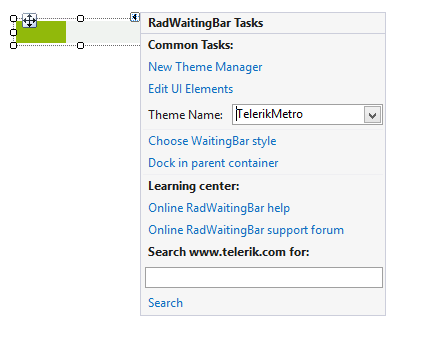 RadWaitingBar Tasks
Common Tasks:
New Theme Manager
Edit UI Elements
Theme Name: TelerikMetro
Choose WaitingBar style
Dock in parent container
Learning center:
Online RadWaitingBar help
Online RadWaitingBar support forum
Search www.telerik.com for:
Search